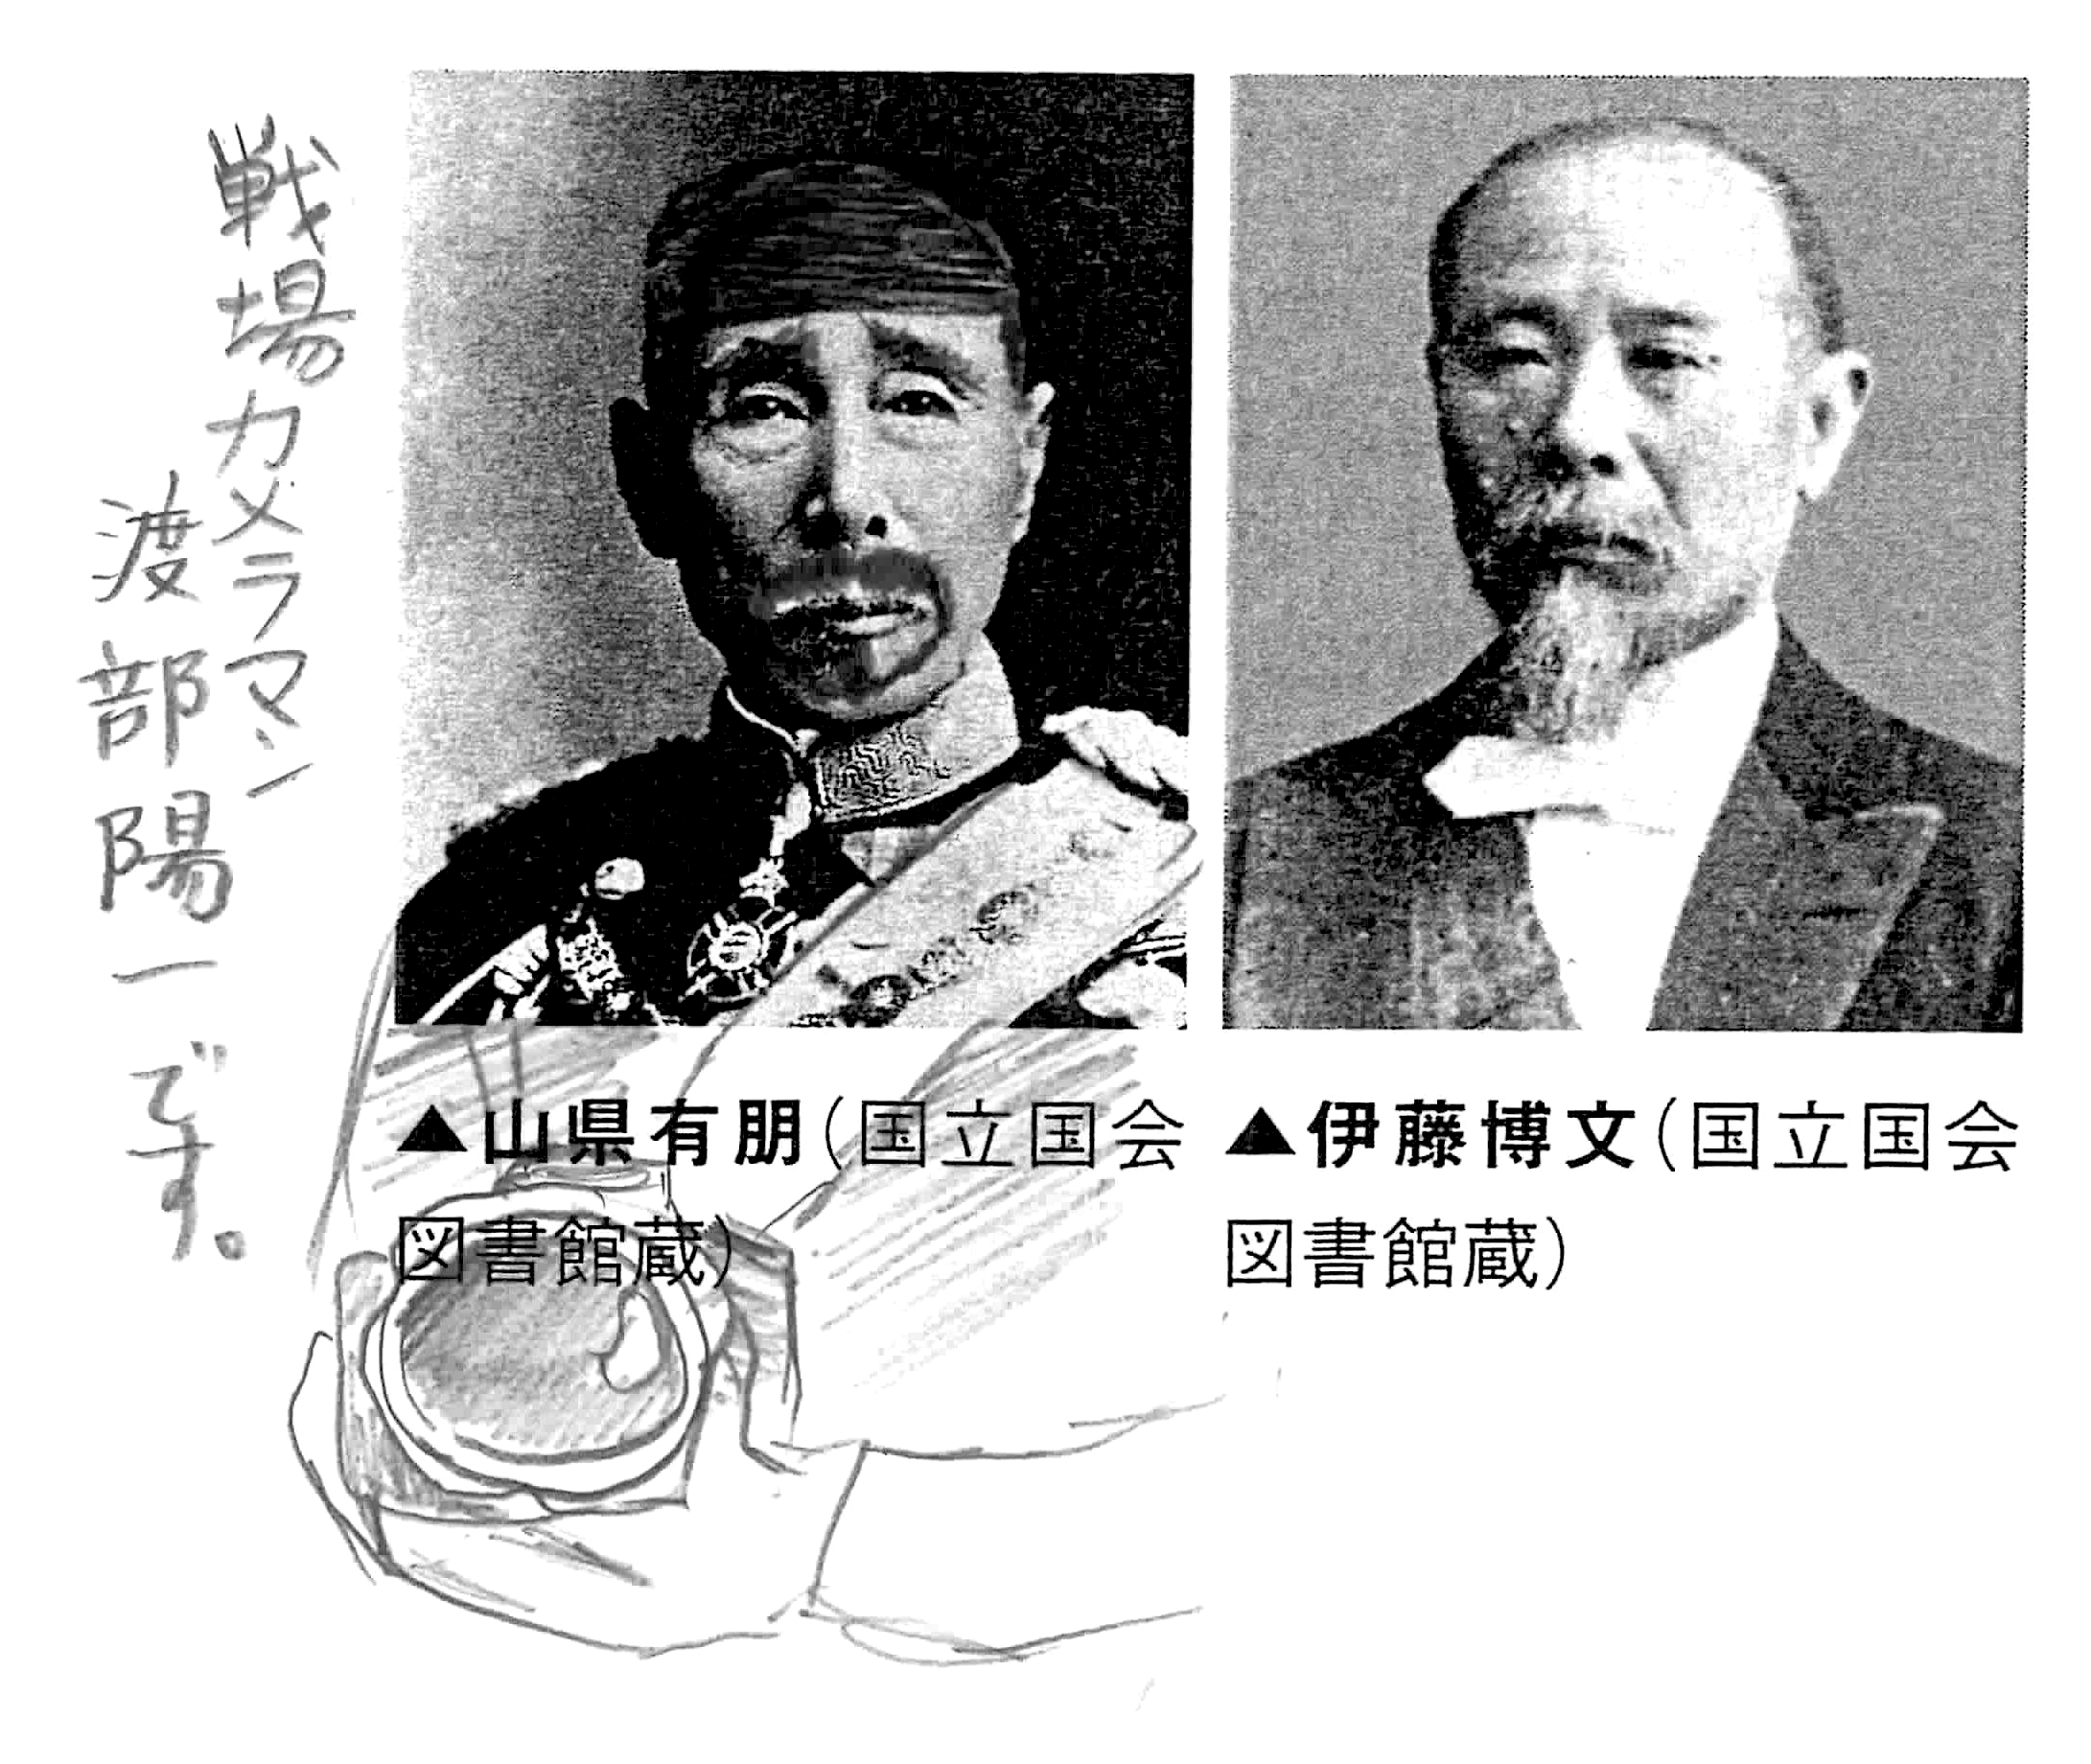 戦場カメラマン
渡部陽一です。
▲山県有朋(国立国会
図書館蔵)
▲伊藤博文(国立国会
図書館蔵)